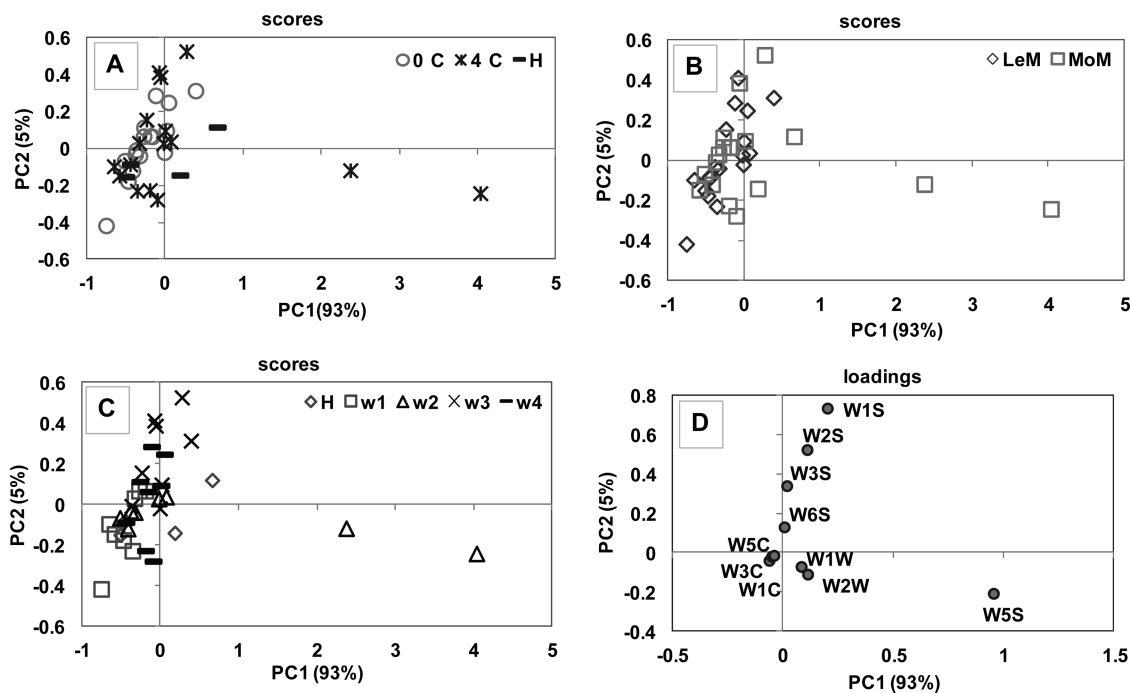 scores
A
0 C 4 C H
0.6
0.4
0.2
0
-0.2
-0.4
-0.6
PC2 (5%)
-1 0 1 2 3 4 5
PC1(93%)
scores
B
LeM MoM
0.6
0.4
0.2
0
-0.2
-0.4
-0.6
PC2 (5%)
-1 0 1 2 3 4 5
PC1 (93%)
scores
C
H w1 w2 w3 w4
0.6
0.4
0.2
0
-0.2
-0.4
-0.6
PC2 (5%)
-1 0 1 2 3 4 5
PC1 (93%)
loadings
D
0.8
0.6
0.4
0.2
0
-0.2
-0.4
PC2 (5%)
W1S
W2S
W3S
W6S
W5C
W3C
W1C
W1W
W2W
W5S
-0.5 0 0.5 1 1.5
PC1 (93%)